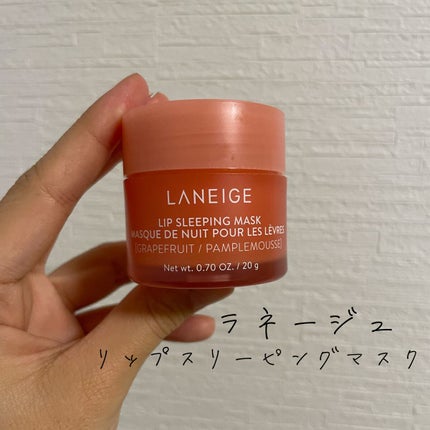 LANEIGE
LIP SLEEPING MASK
MASQUE DE NUIT POUR LES LÈVRES
[GRAPEFRUIT / PAMPLEMOUSSE]
Net wt. 0.70 OZ. / 20 g
ラネージュ
リップスリーピングマスク